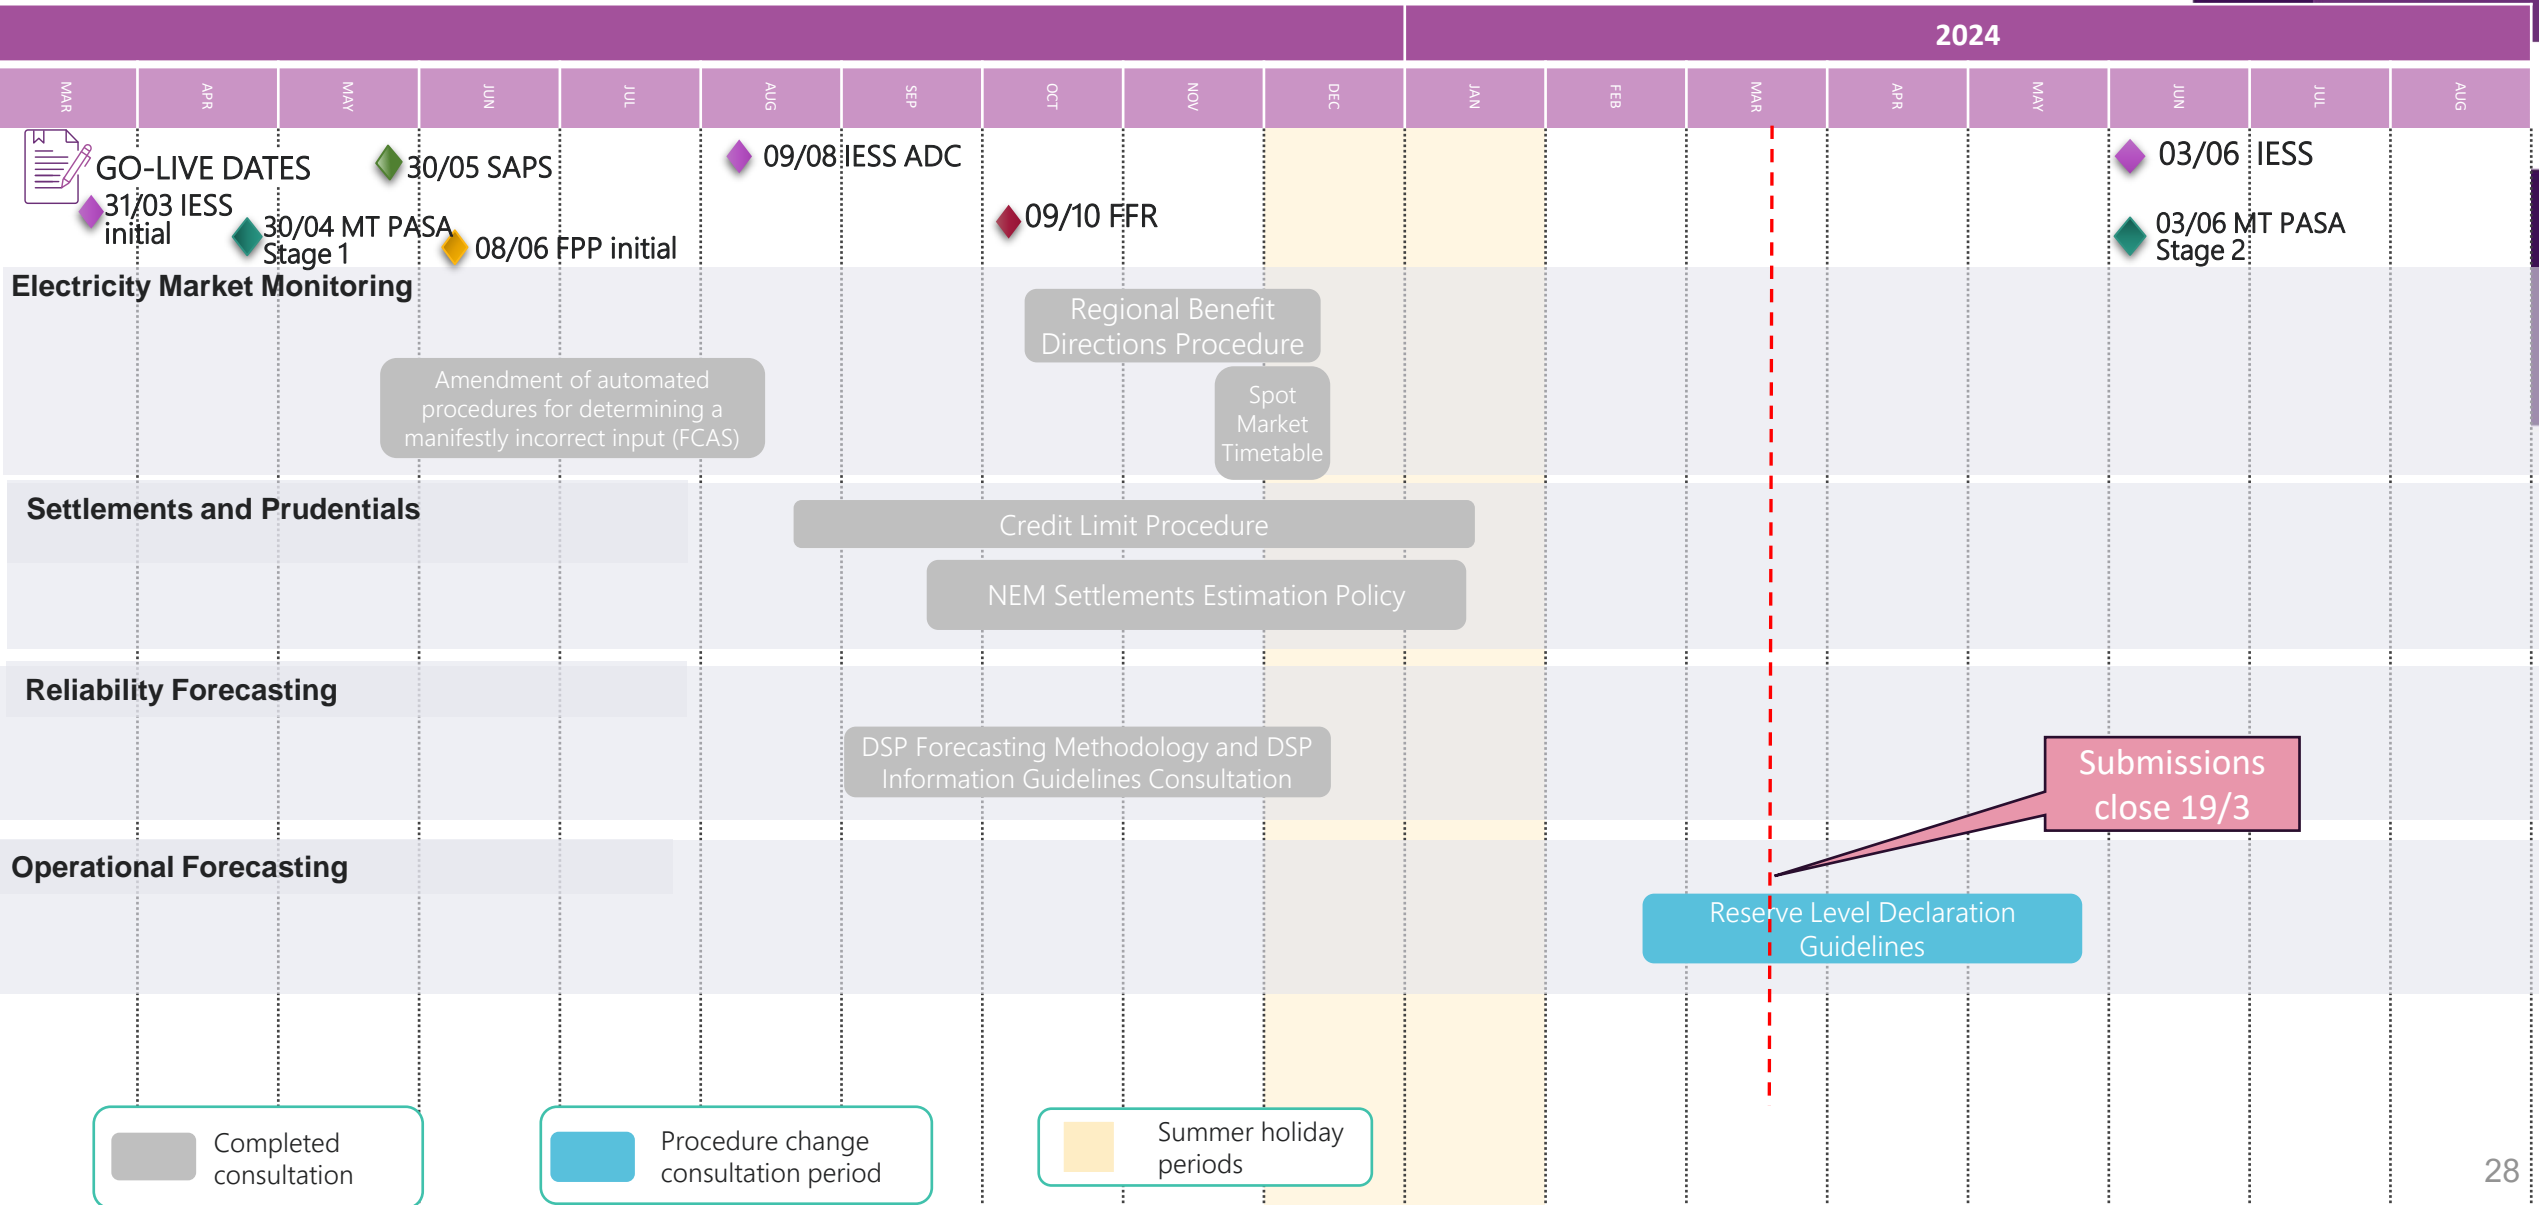 2024
MAR APR MAY JUN JUL AUG SEP OCT NOV DEC JAN FEB MAR APR MAY JUN JUL AUG
GO-LIVE DATES
31/03 IESS
initial
30/04 MT PASA
Stage 1
30/05 SAPS
08/06 FPP initial
09/08 IESS ADC
09/10 FFR
03/06 IESS
03/06 MT PASA
Stage 2
Electricity Market Monitoring
Regional Benefit
Directions Procedure
Amendment of automated
procedures for determining a
manifestly incorrect input (FCAS)
Spot
Market
Timetable
Settlements and Prudentials
Credit Limit Procedure
NEM Settlements Estimation Policy
Reliability Forecasting
DSP Forecasting Methodology and DSP
Information Guidelines Consultation
Submissions
close 19/3
Operational Forecasting
Reserve Level Declaration
Guidelines
Completed
consultation
Procedure change
consultation period
Summer holiday
periods
28